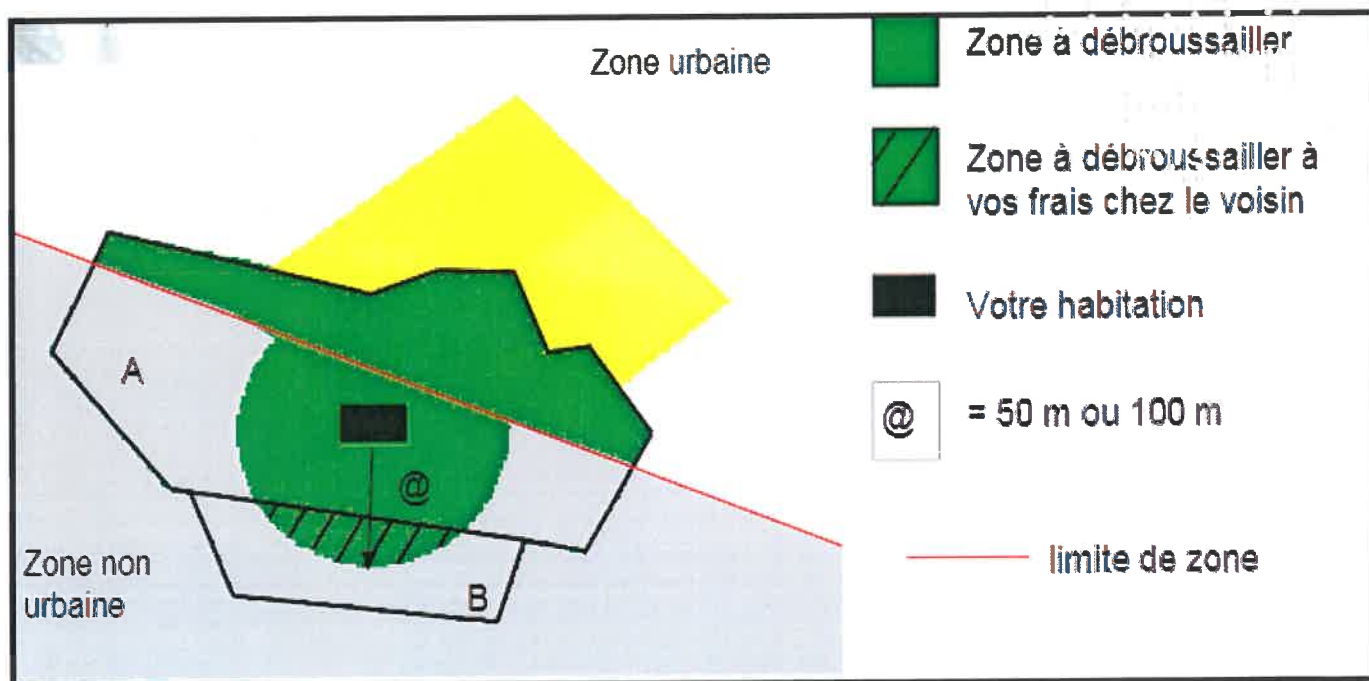 Zone urbaine
A
@
B
Zone non
urbaine
Zone à débroussailler
Zone à débroussailler à
vos frais chez le voisin
Votre habitation
@ = 50 m ou 100 m
limite de zone